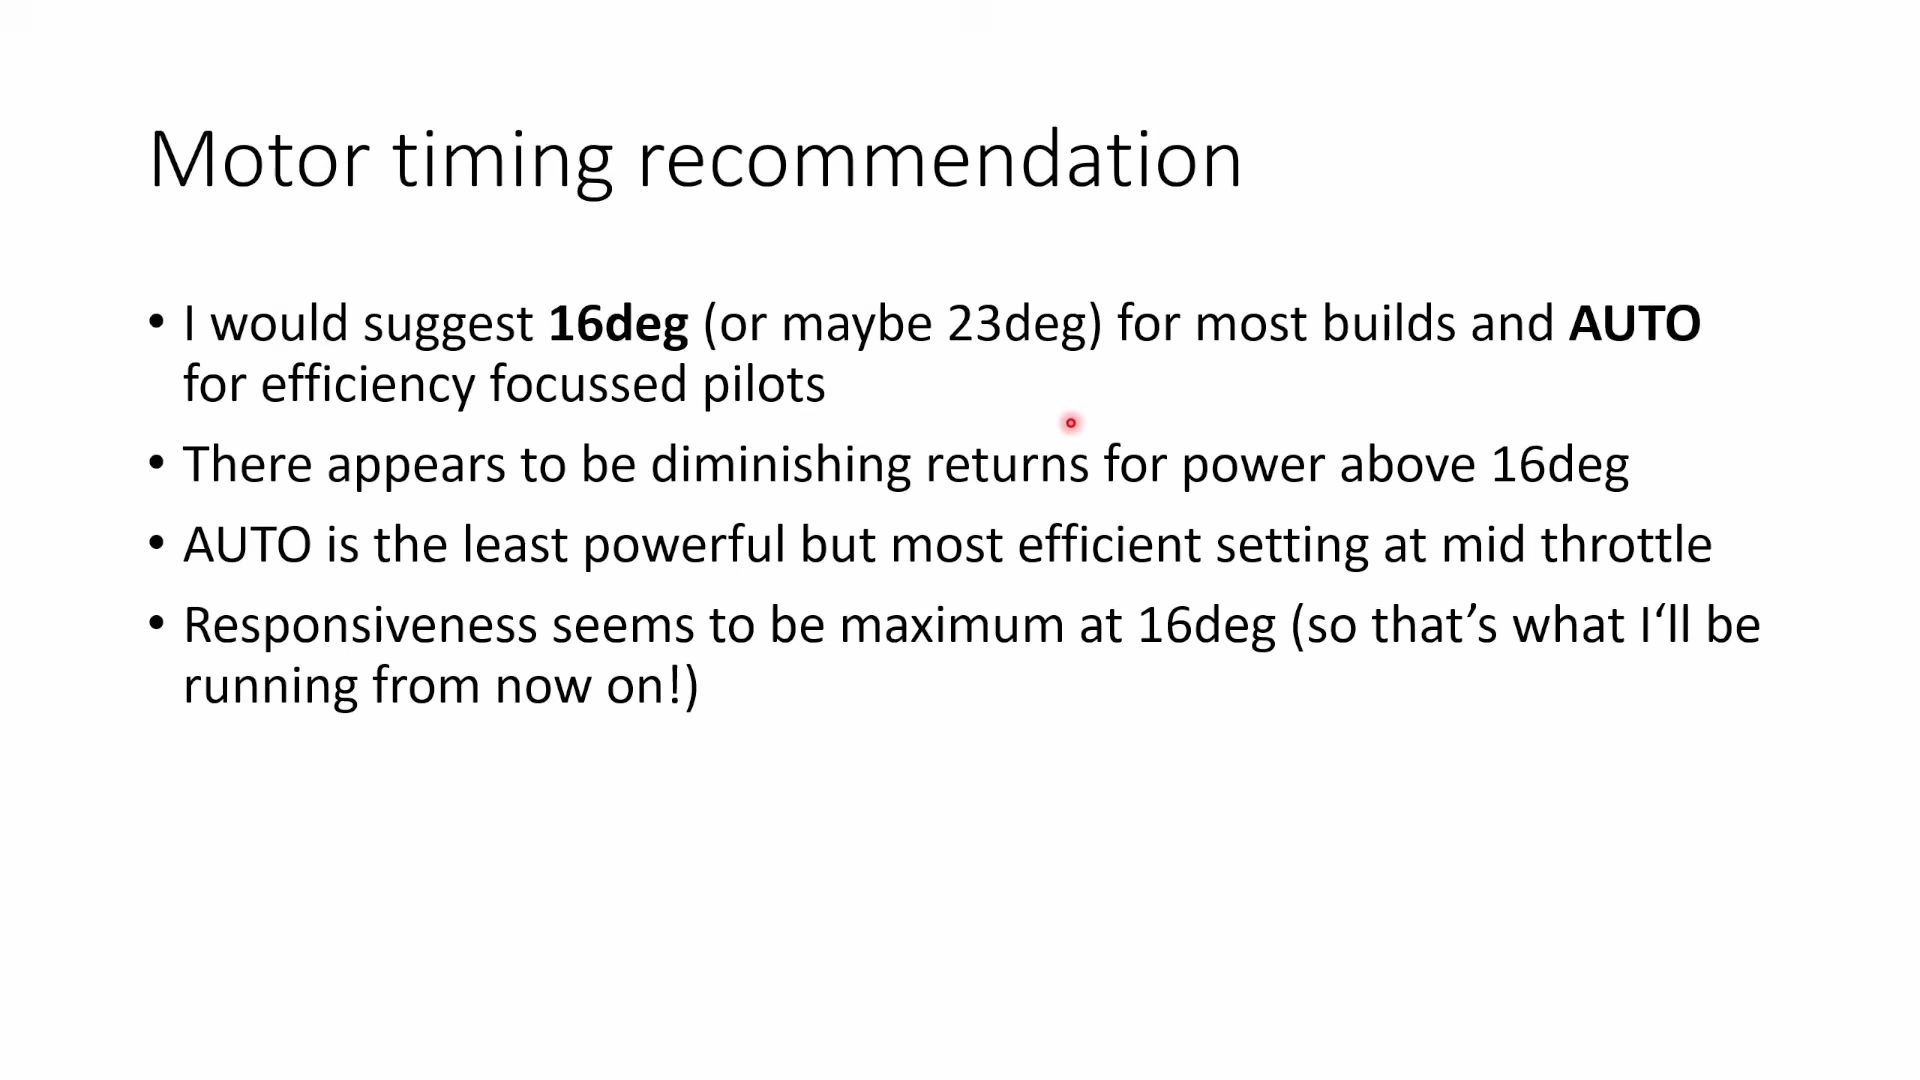 Motor timing recommendation
• I would suggest 16deg (or maybe 23deg) for most builds and AUTO
for efficiency focussed pilots
• There appears to be diminishing returns for power above 16deg
• AUTO is the least powerful but most efficient setting at mid throttle
• Responsiveness seems to be maximum at 16deg (so that’s what I‘ll be
running from now on!)